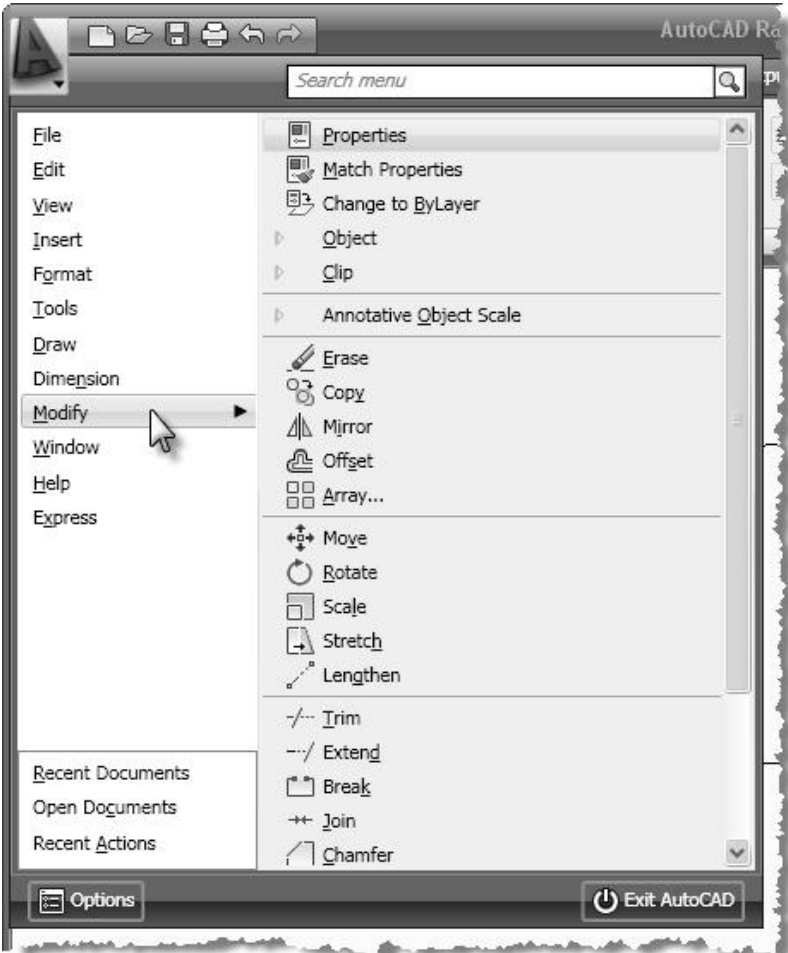 AutoCAD Ra
Search menu
File
Edit
View
Insert
Format
Tools
Draw
Dimension
Modify
Window
Help
Express
Recent Documents
Open Documents
Recent Actions
Properties
Match Properties
Change to ByLayer
Object
Clip
Annotative Object Scale
Erase
Copy
Mirror
Offset
Array...
Move
Rotate
Scale
Stretch
Lengthen
Trim
Extend
Break
Join
Chamfer
Options
Exit AutoCAD